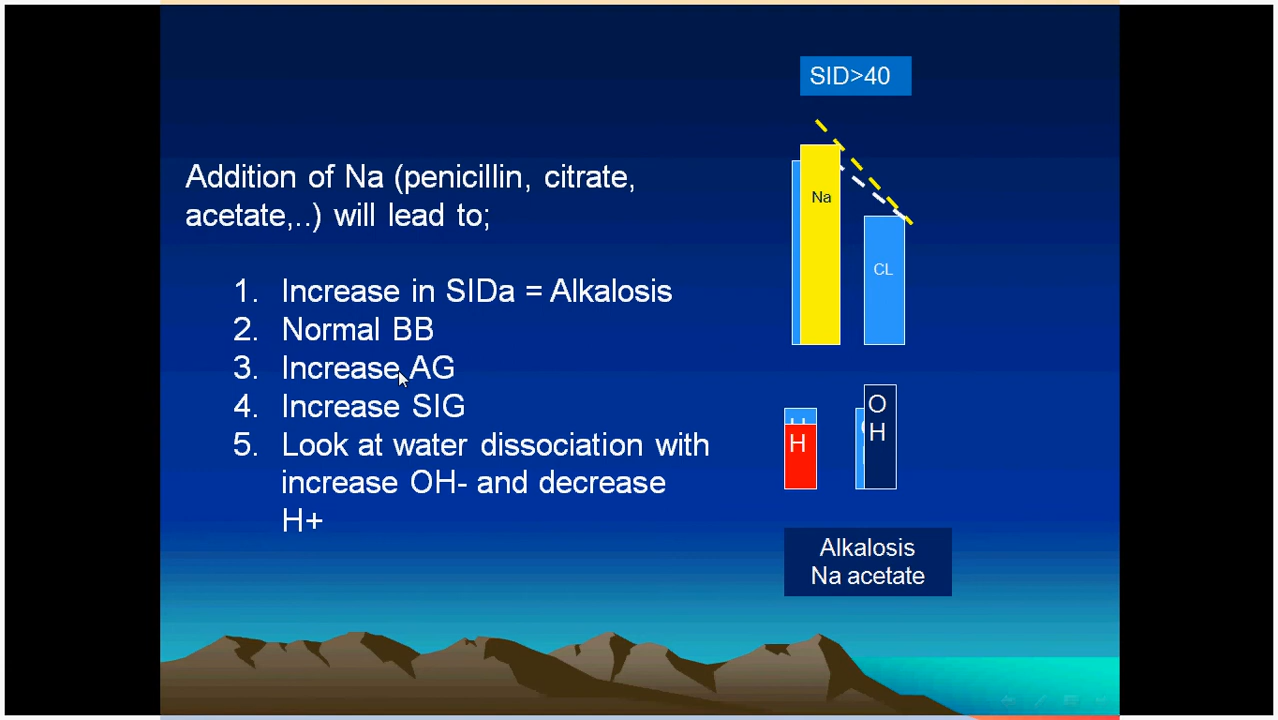 SID>40
Addition of Na (penicillin, citrate,
acetate,..) will lead to;
1. Increase in SIDa = Alkalosis
2. Normal BB
3. Increase AG
4. Increase SIG
5. Look at water dissociation with
increase OH- and decrease
H+
Na
CL
H
O
H
Alkalosis
Na acetate